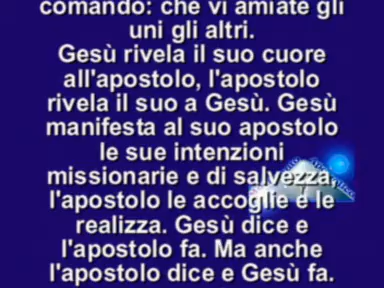 comando: che vi amiate gli
uni gli altri.
Gesù rivela il suo cuore
all'apostolo, l'apostolo
rivela il suo a Gesù. Gesù
manifesta al suo apostolo
le sue intenzioni
missionarie e di salvezza,
l'apostolo le accoglie e le
realizza. Gesù dice e
l'apostolo fa. Ma anche
l'apostolo dice e Gesù fa.